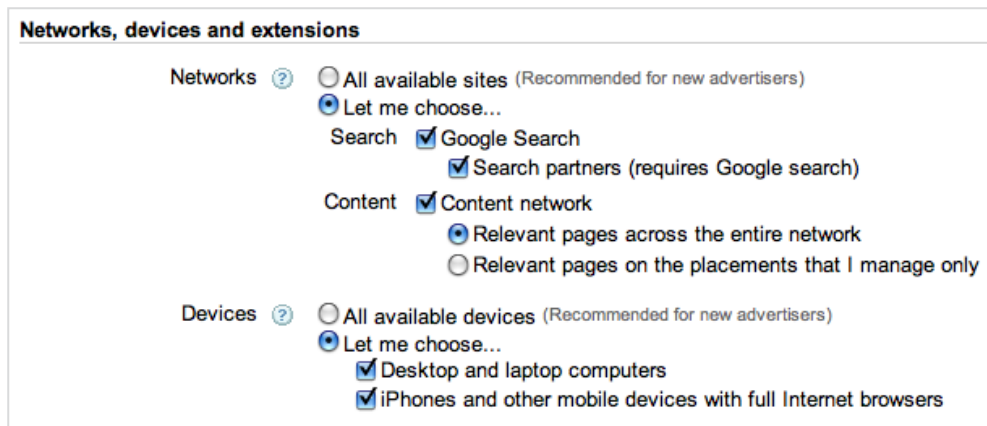 Networks, devices and extensions
Networks ? All available sites (Recommended for new advertisers)
Let me choose...
Search Google Search
Search partners (requires Google search)
Content Content network
Relevant pages across the entire network
Relevant pages on the placements that I manage only
Devices ? All available devices (Recommended for new advertisers)
Let me choose...
Desktop and laptop computers
iPhones and other mobile devices with full Internet browsers